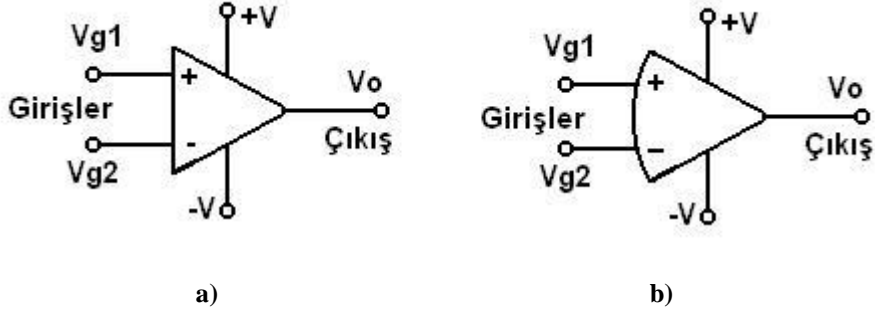 +V
Vg1
+
Vo
Girişler
-
Çıkış
Vg2
-V
a)
+V
Vg1
+
Vo
Girişler
–
Çıkış
Vg2
-V
b)